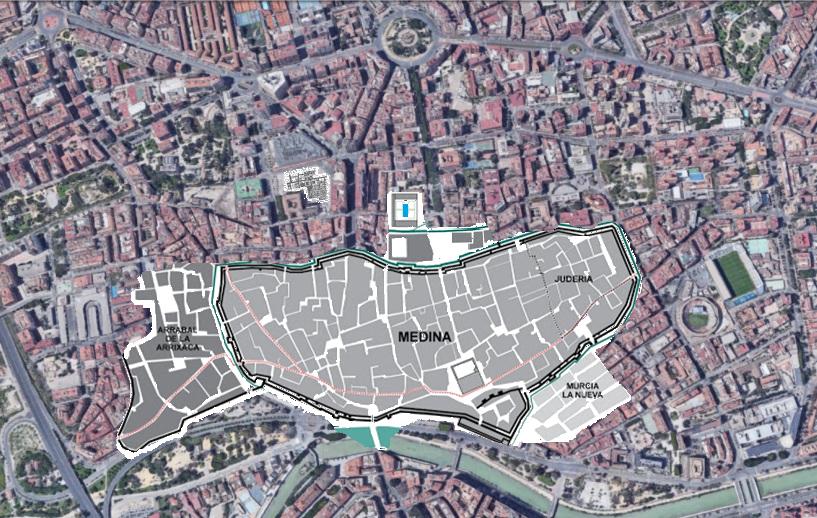 JUDERIA
MEDINA
ARRABAL
DE LA
ARRIXACA
MURCIA
LA NUEVA